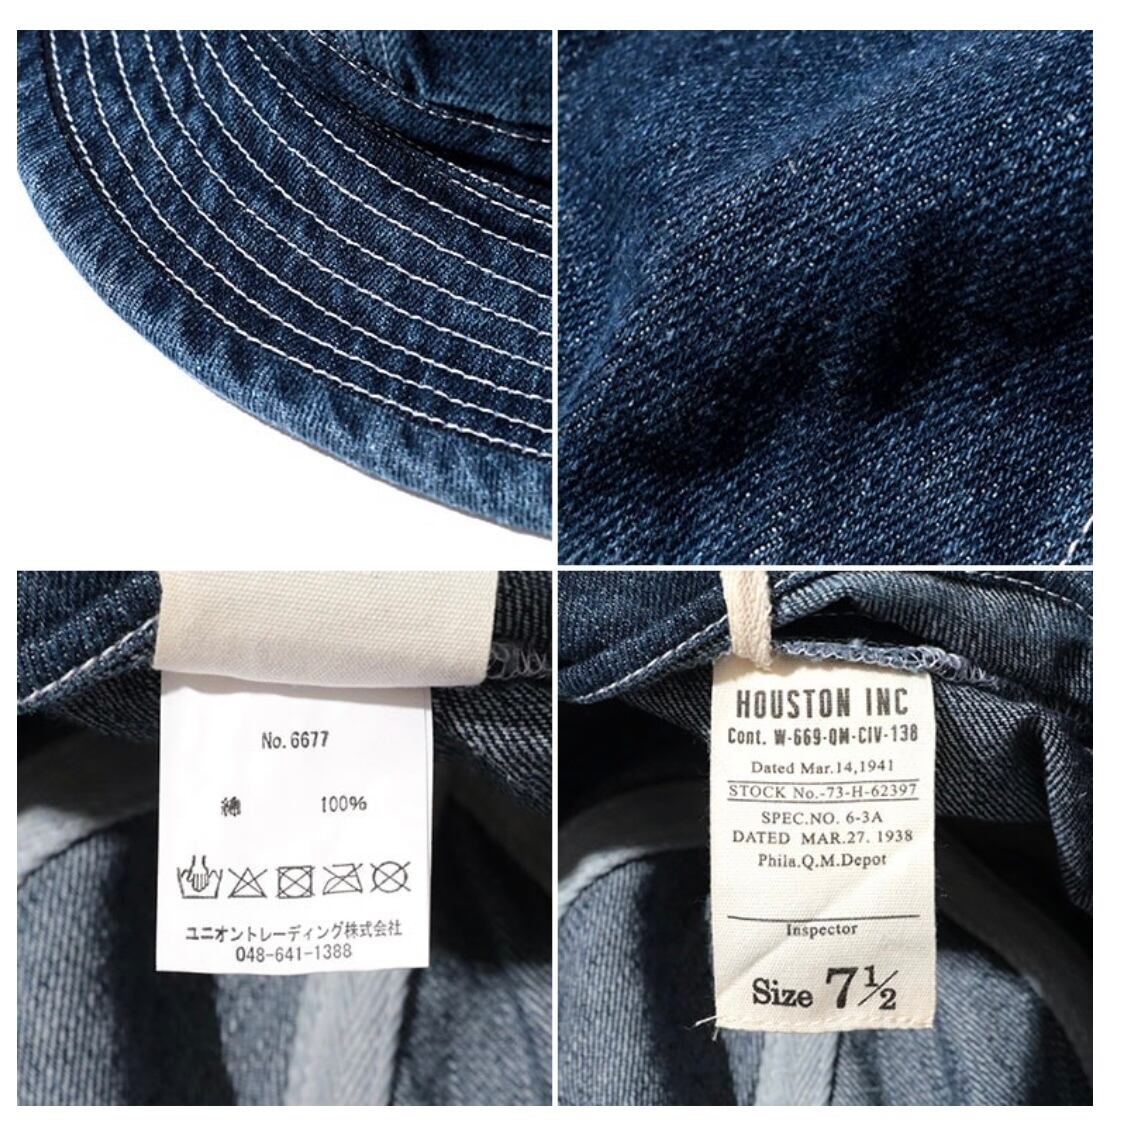 No.6677
綿 100%
ユニオントレーディング株式会社
048-641-1388
HOUSTON INC
Cont. W-669-QM-CIV-138
Dated Mar.14,1941
STOCK No.-73-H-62397
SPEC.NO. 6-3A
DATED MAR.27. 1938
Phila.Q.M.Depot
Inspector
Size 7½